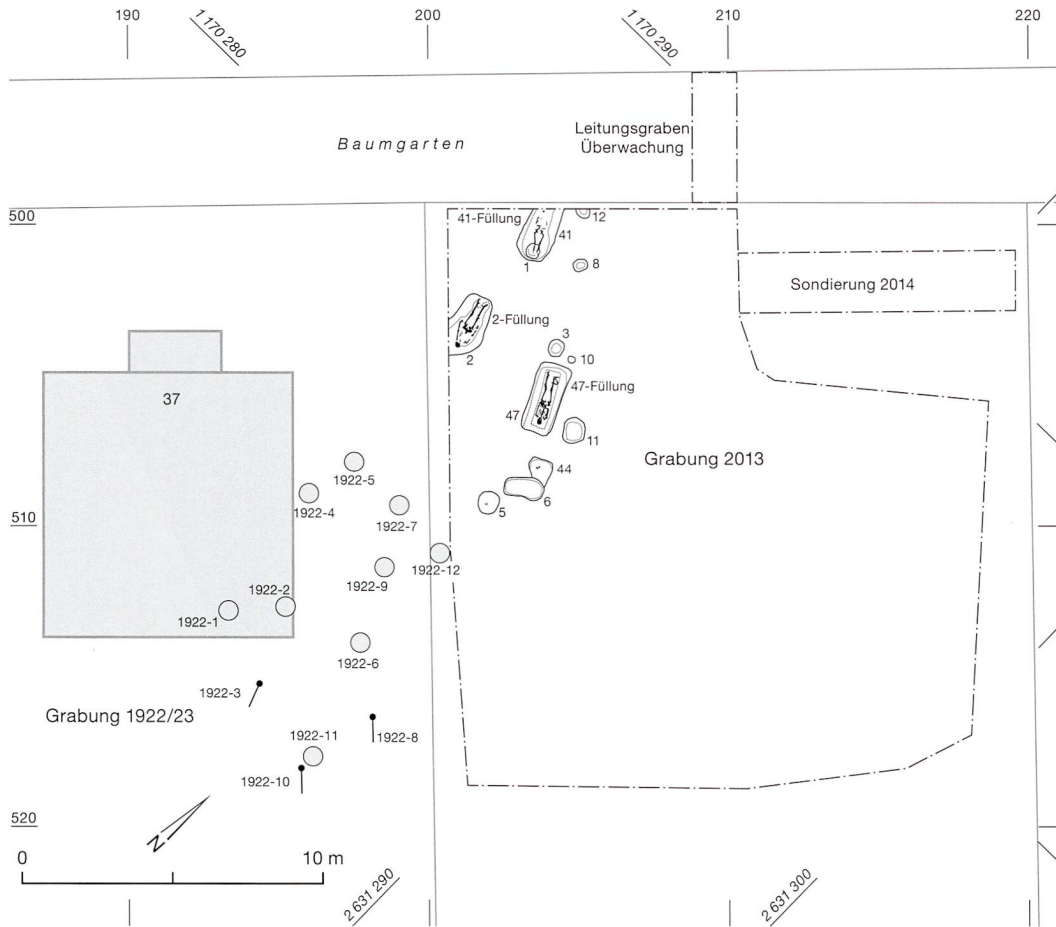 190
200
210
220
1 170 280
1 170 290
Baumgarten
Leitungsgraben
Überwachung
500
41-Füllung
12
41
1
8
Sondierung 2014
2-Füllung
2
3
10
47-Füllung
37
47
11
Grabung 2013
44
1922-5
6
1922-4
5
1922-7
510
1922-12
1922-9
1922-2
1922-1
1922-6
1922-3
Grabung 1922/23
1922-8
1922-11
1922-10
N
520
0
10 m
2 631 290
2 631 300